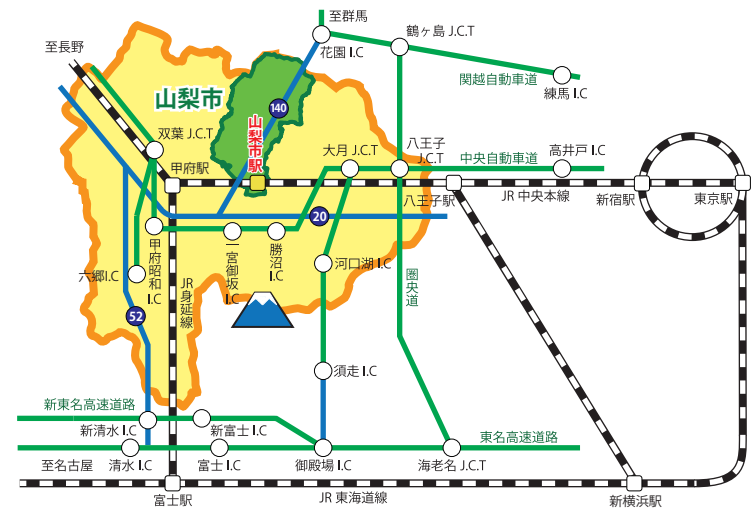 至群馬
花園 I.C
鶴ヶ島 J.C.T
関越自動車道
練馬 I.C
至長野
山梨市
140
双葉 J.C.T
山梨市駅
大月 J.C.T
八王子
J.C.T
中央自動車道
高井戸 I.C
甲府駅
八王子駅
JR 中央本線
新宿駅
東京駅
20
甲府昭和 I.C
一宮御坂 I.C
勝沼 I.C
河口湖 I.C
圏央道
六郷I.C
JR 身延線
52
須走 I.C
新東名高速道路
新清水 I.C
新富士 I.C
東名高速道路
至名古屋
清水 I.C
富士 I.C
御殿場 I.C
海老名 J.C.T
富士駅
JR 東海道線
新横浜駅